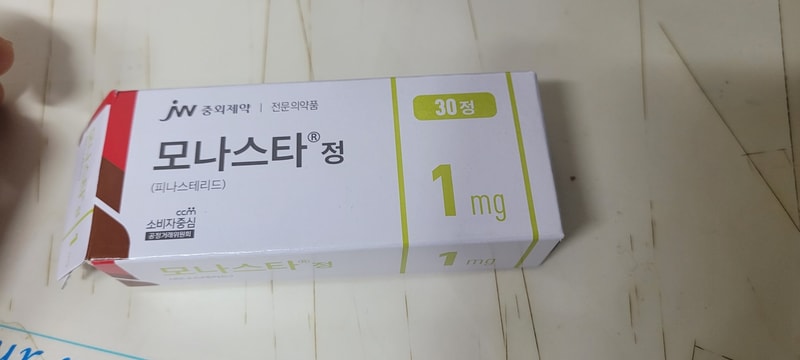 jw 중외제약 | 전문의약품
30정
모나스타®정
(피나스테리드)
1 mg
ccm
소비자중심
공정거래위원회
모나스타®정
1 mg